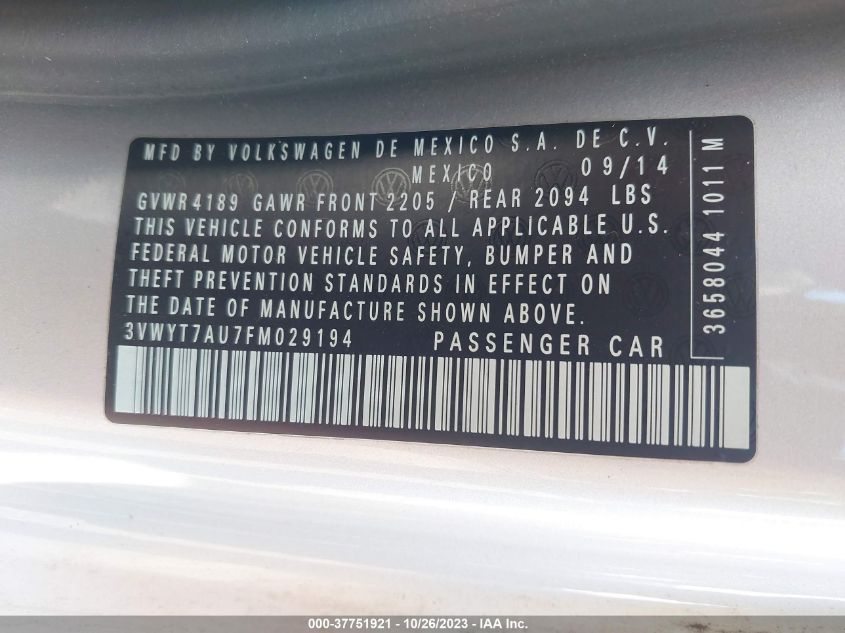 MFD BY VOLKSWAGEN DE MEXICO S.A. DE C.V.
MEXICO 09/14
GVWR 4189 GAWR FRONT 2205 / REAR 2094 LBS
THIS VEHICLE CONFORMS TO ALL APPLICABLE U.S.
FEDERAL MOTOR VEHICLE SAFETY, BUMPER AND
THEFT PREVENTION STANDARDS IN EFFECT ON
THE DATE OF MANUFACTURE SHOWN ABOVE.
3VWYT7AU7FM029194 PASSENGER CAR
3658044 1011 M
000-37751921 - 10/26/2023 - IAA Inc.